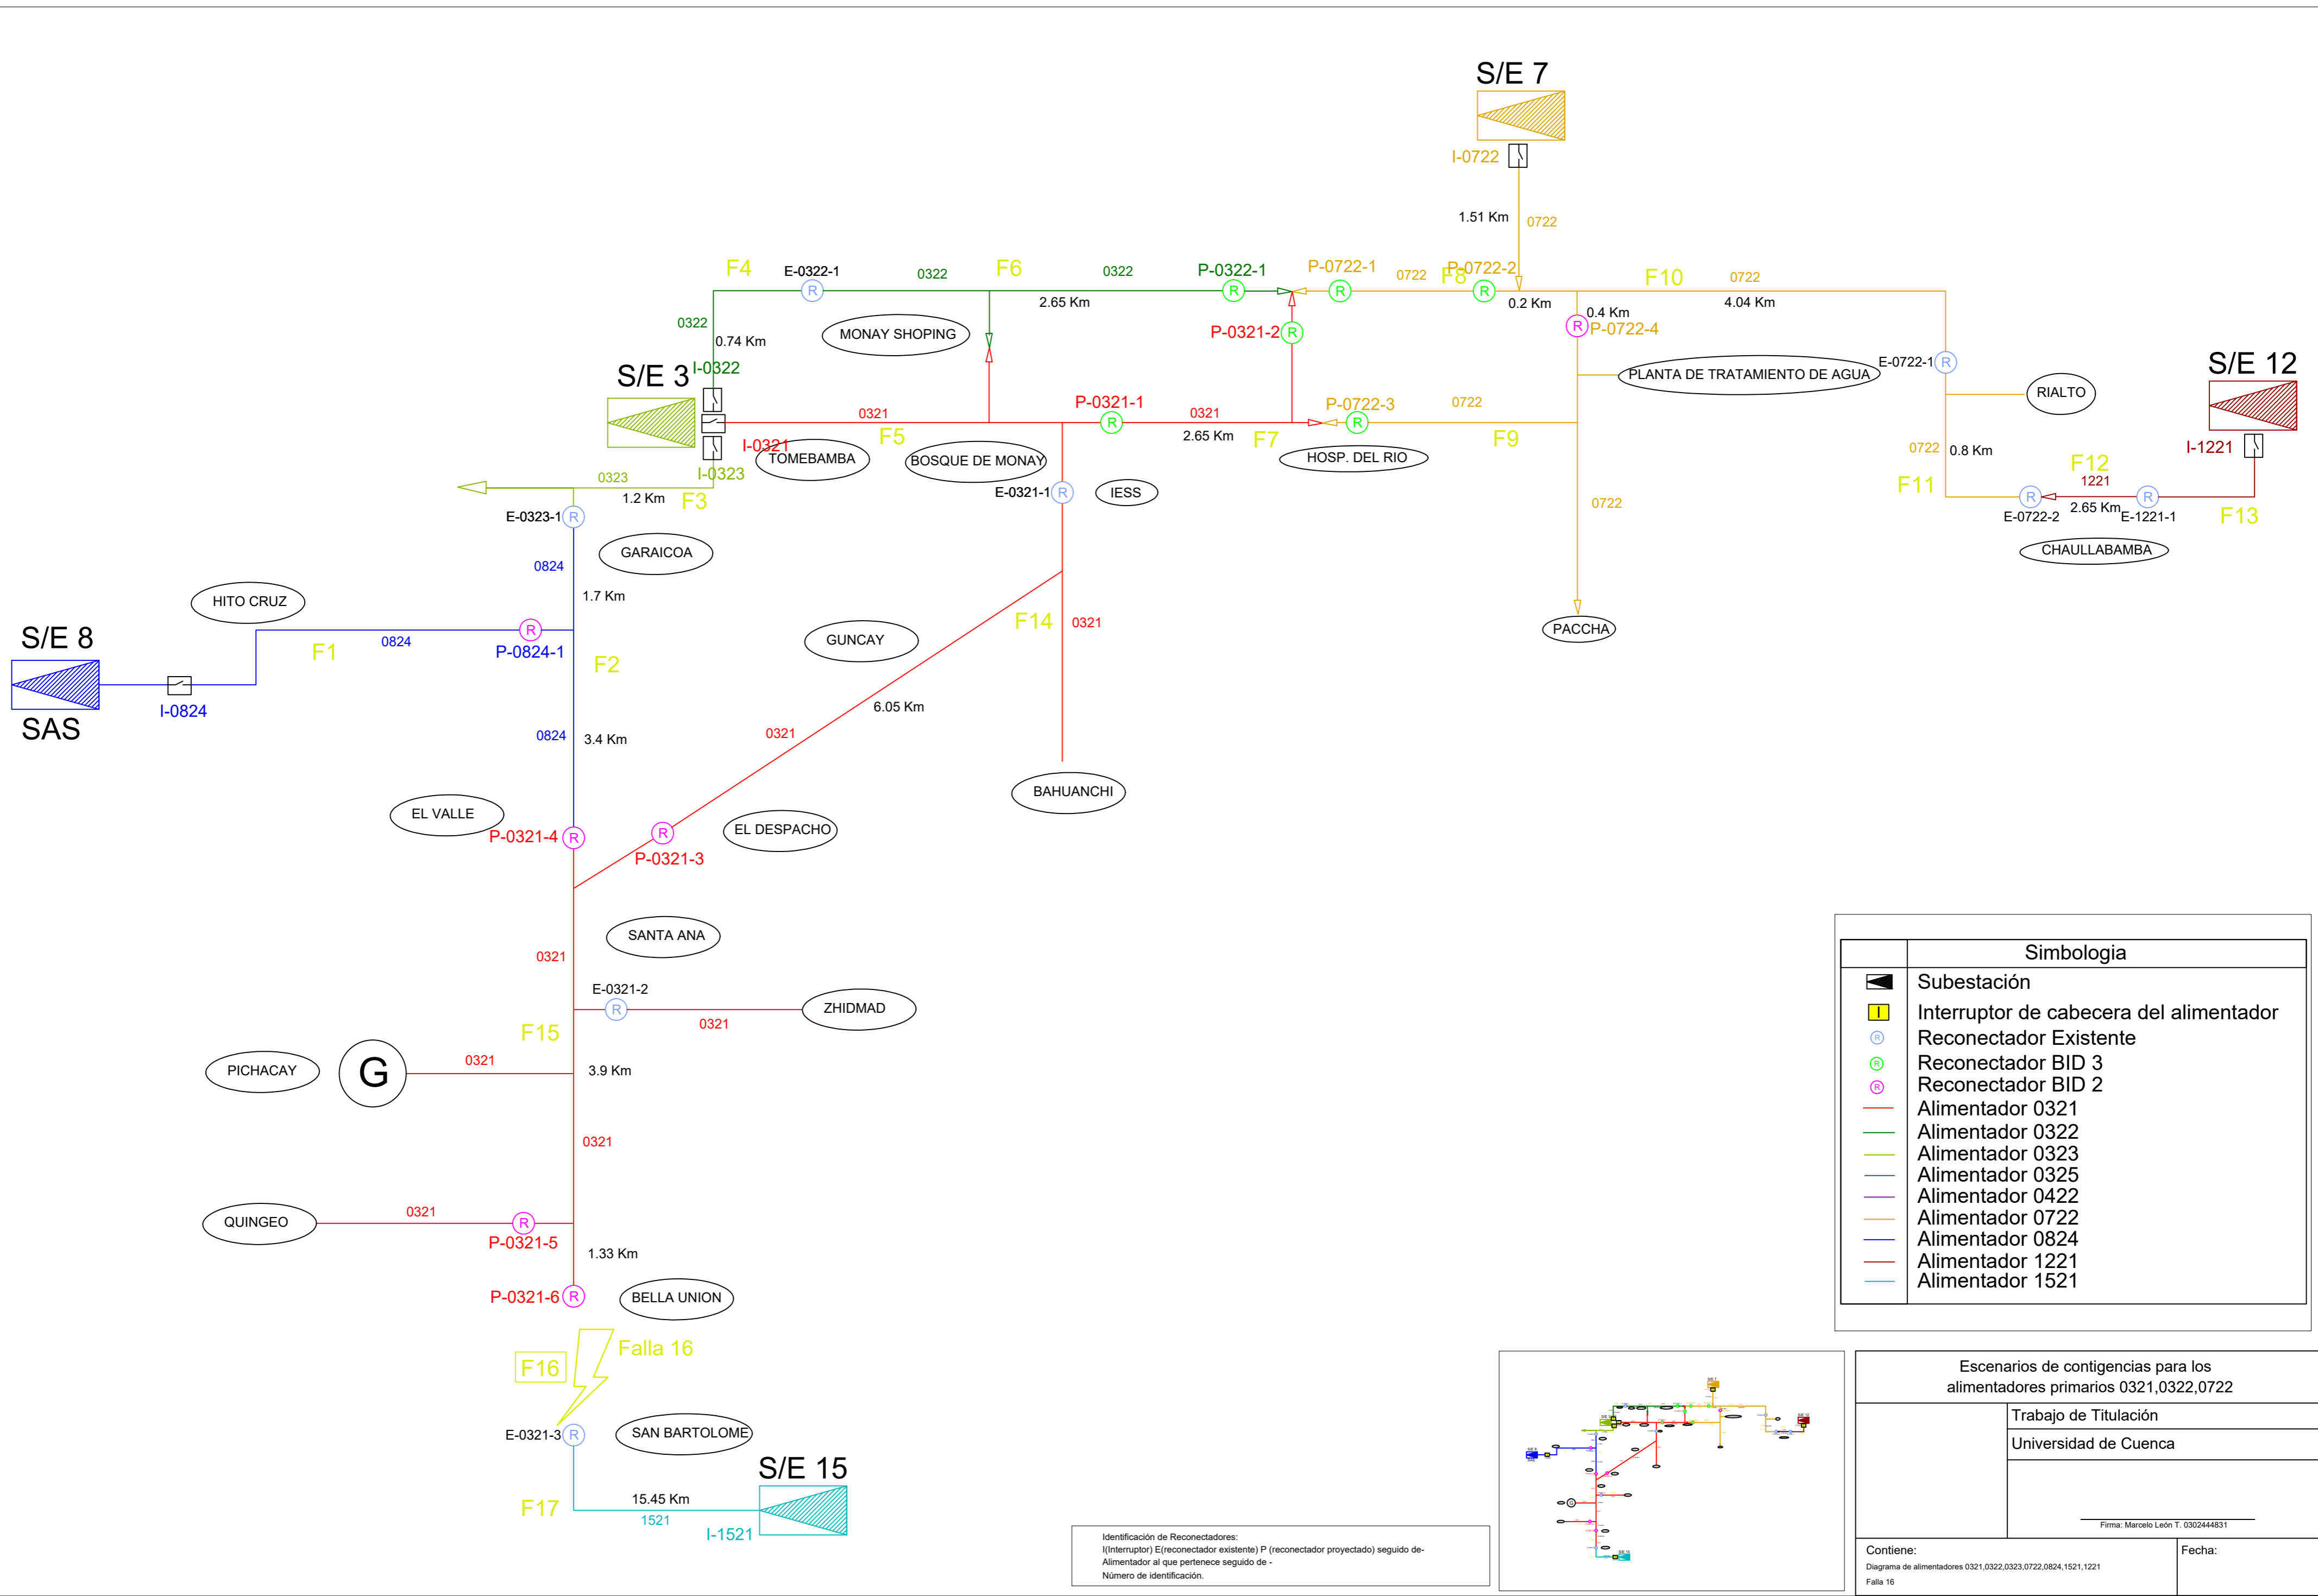 S/E 7
I-0722
1.51 Km
0722
F4
E-0322-1
R
0322
F6
0322
2.65 Km
P-0322-1
R
P-0722-1
R
0722
F8
P-0722-2
R
0.2 Km
F10
0722
4.04 Km
0322
0.74 Km
MONAY SHOPING
P-0321-2
R
0.4 Km
R
P-0722-4
S/E 3
I-0322
I-0321
I-0323
PLANTA DE TRATAMIENTO DE AGUA
E-0722-1
R
RIALTO
S/E 12
I-1221
0321
F5
P-0321-1
R
0321
2.65 Km
F7
P-0722-3
R
0722
F9
TOMEBAMBA
BOSQUE DE MONAY
HOSP. DEL RIO
0722
0.8 Km
F11
F12
1221
R
R
2.65 Km
E-0722-2
E-1221-1
F13
CHAULLABAMBA
0323
1.2 Km
F3
E-0321-1
R
IESS
0722
E-0323-1
R
GARAICOA
0824
1.7 Km
HITO CRUZ
S/E 8
SAS
I-0824
F1
0824
R
P-0824-1
F2
GUNCAY
F14
0321
PACCHA
6.05 Km
0824
3.4 Km
0321
BAHUANCHI
EL VALLE
P-0321-4
R
R
P-0321-3
EL DESPACHO
SANTA ANA
0321
E-0321-2
R
0321
ZHIDMAD
F15
PICHACAY
G
0321
3.9 Km
0321
QUINGEO
0321
R
P-0321-5
1.33 Km
P-0321-6
R
BELLA UNION
F16
Falla 16
E-0321-3
R
SAN BARTOLOME
S/E 15
F17
15.45 Km
1521
I-1521
Simbologia
Subestación
I
Interruptor de cabecera del alimentador
R
Reconectador Existente
R
Reconectador BID 3
R
Reconectador BID 2
Alimentador 0321
Alimentador 0322
Alimentador 0323
Alimentador 0325
Alimentador 0422
Alimentador 0722
Alimentador 0824
Alimentador 1221
Alimentador 1521
Identificación de Reconectadores:
I(Interruptor) E(reconectador existente) P (reconectador proyectado) seguido de-
Alimentador al que pertenece seguido de -
Número de identificación.
Escenarios de contigencias para los
alimentadores primarios 0321,0322,0722
Trabajo de Titulación
Universidad de Cuenca
Firma: Marcelo León T. 0302444831
Contiene:
Diagrama de alimentadores 0321,0322,0323,0722,0824,1521,1221
Falla 16
Fecha: